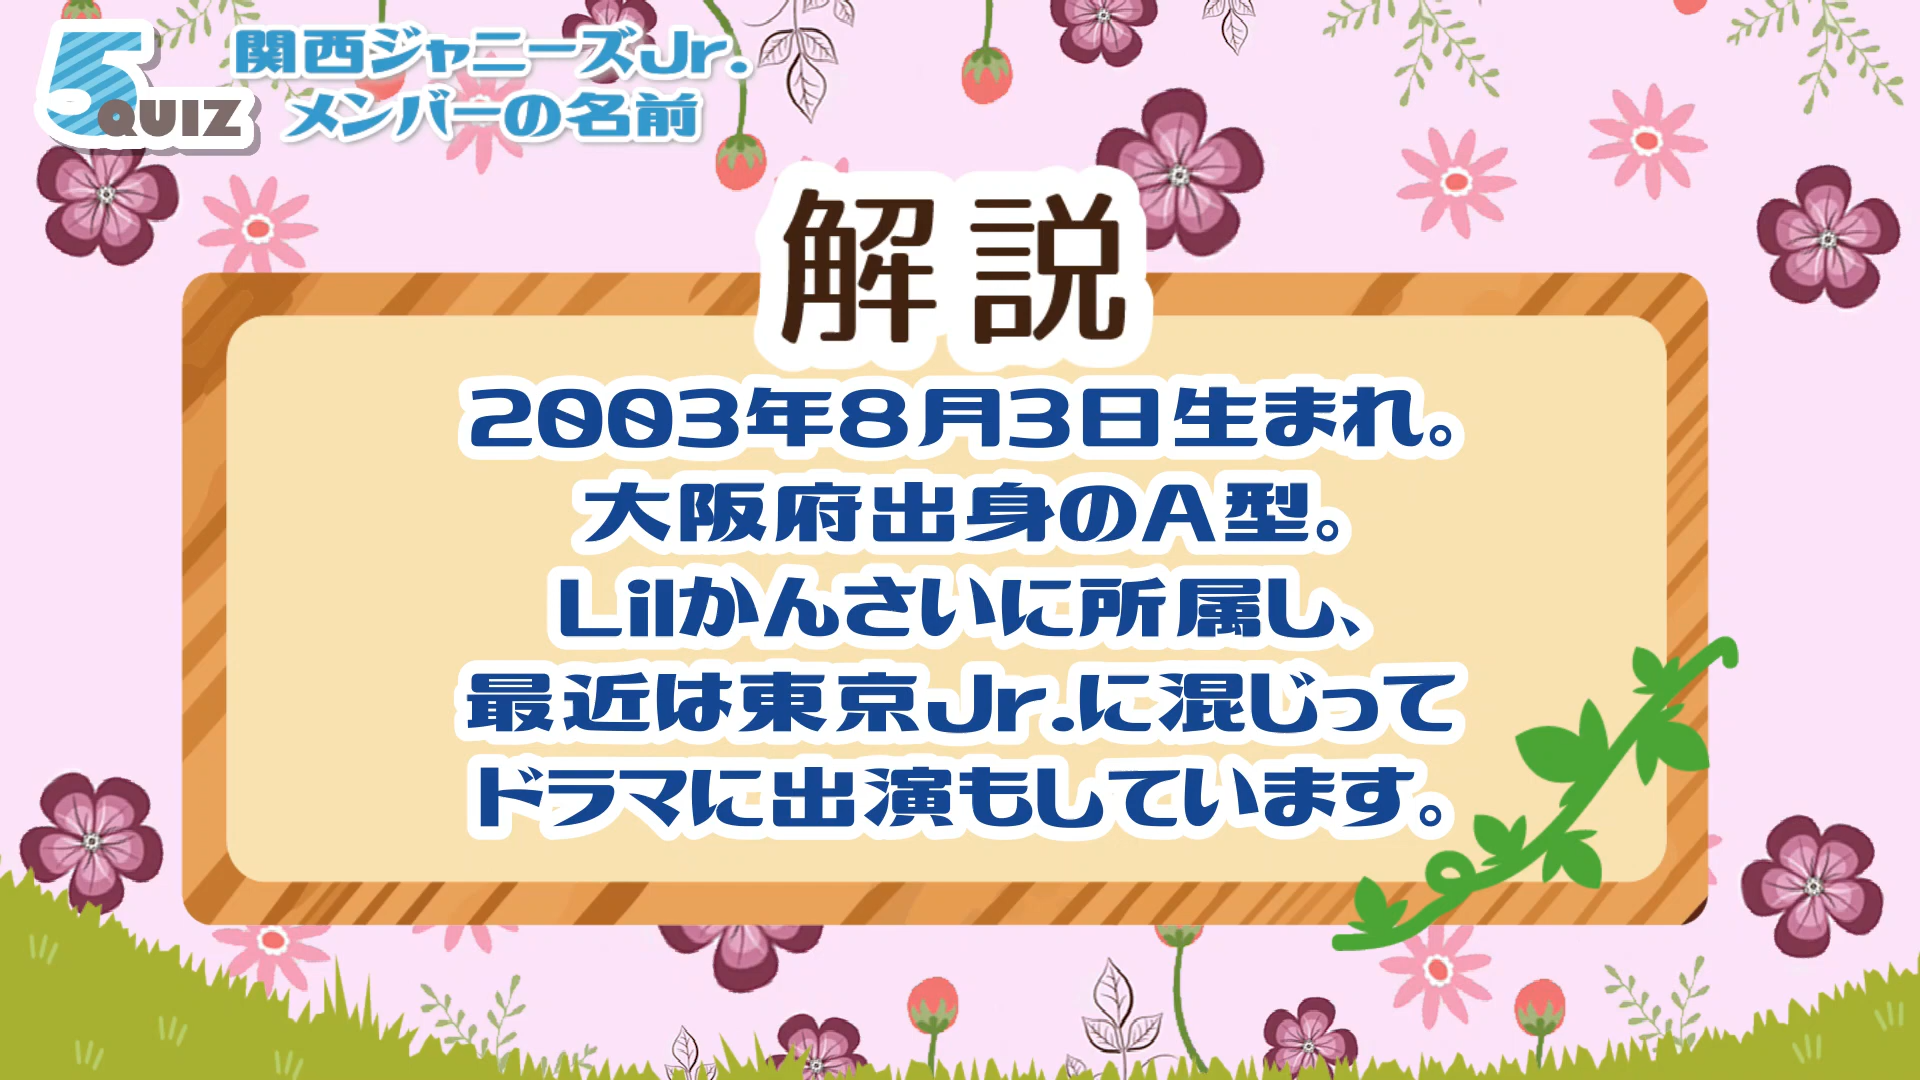 5
QUIZ
関西ジャニーズJr.
メンバーの名前
解説
2003年8月3日生まれ。
大阪府出身のA型。
Lilかんさいに所属し、
最近は東京Jr.に混じって
ドラマに出演もしています。